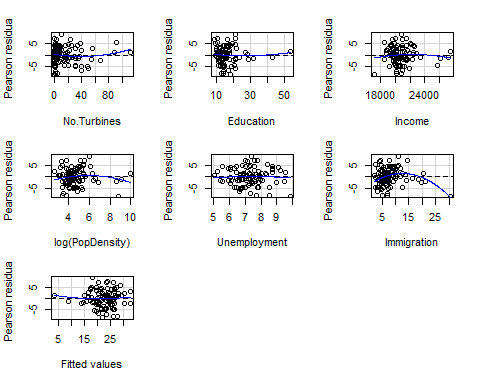 Pearson residua
-5 5
0 40 80
No.Turbines
Pearson residua
-5 5
10 30 50
Education
Pearson residua
-5 5
18000 24000
Income
Pearson residua
-5 5
4 6 8 10
log(PopDensity)
Pearson residua
-5 5
5 6 7 8 9
Unemployment
Pearson residua
-5 5
5 15 25
Immigration
Pearson residua
-5 5
5 15 25
Fitted values